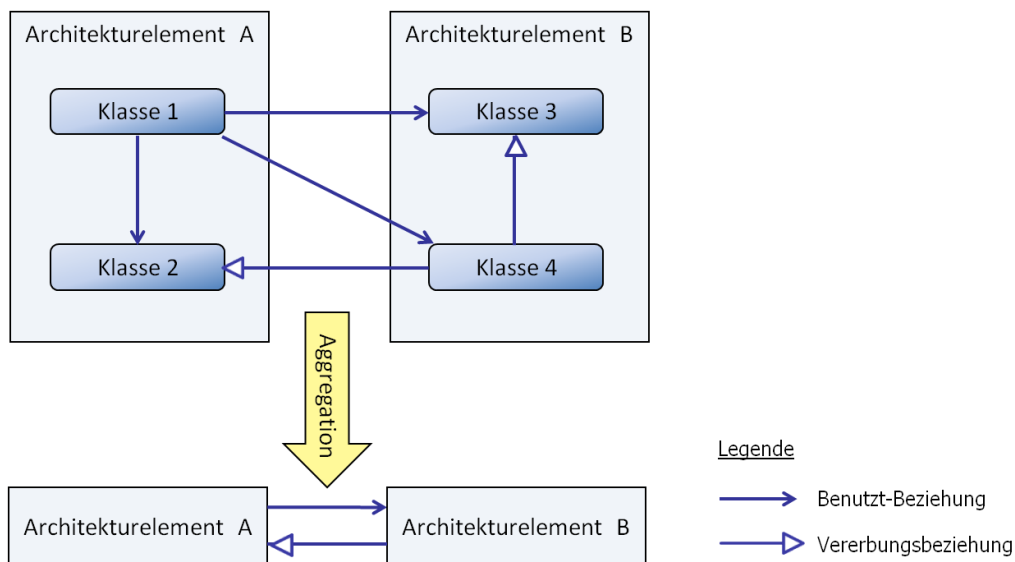 Architekturelement A
Architekturelement B
Klasse 1
Klasse 3
Klasse 2
Klasse 4
Aggregation
Legende
Architekturelement A
Architekturelement B
Benutzt-Beziehung
Vererbungsbeziehung